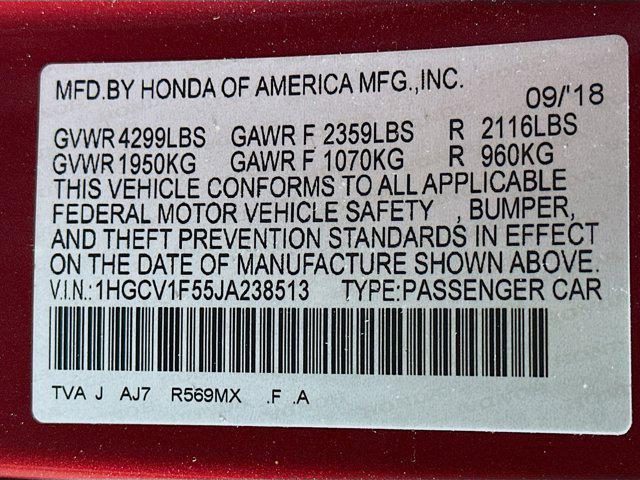 MFD.BY HONDA OF AMERICA MFG.,INC.
09/'18
GVWR 4299LBS GAWR F 2359LBS R 2116LBS
GVWR 1950KG GAWR F 1070KG R 960KG
THIS VEHICLE CONFORMS TO ALL APPLICABLE
FEDERAL MOTOR VEHICLE SAFETY , BUMPER,
AND THEFT PREVENTION STANDARDS IN EFFECT
ON THE DATE OF MANUFACTURE SHOWN ABOVE.
V.I.N.:1HGCV1F55JA238513 TYPE:PASSENGER CAR
TVA J AJ7 R569MX .F .A